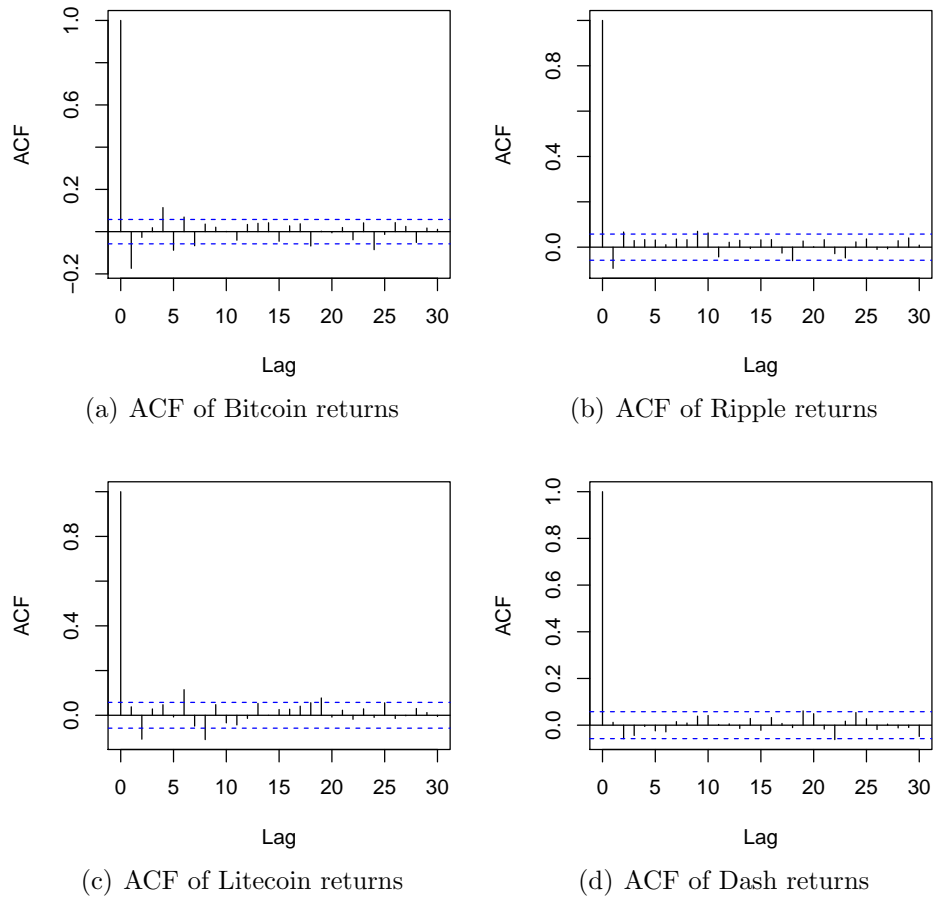 ACF
1.0
0.6
0.2
−0.2
0 5 10 15 20 25 30
Lag
(a) ACF of Bitcoin returns
ACF
0.8
0.4
0.0
0 5 10 15 20 25 30
Lag
(b) ACF of Ripple returns
ACF
0.8
0.4
0.0
0 5 10 15 20 25 30
Lag
(c) ACF of Litecoin returns
ACF
1.0
0.8
0.6
0.4
0.2
0.0
0 5 10 15 20 25 30
Lag
(d) ACF of Dash returns